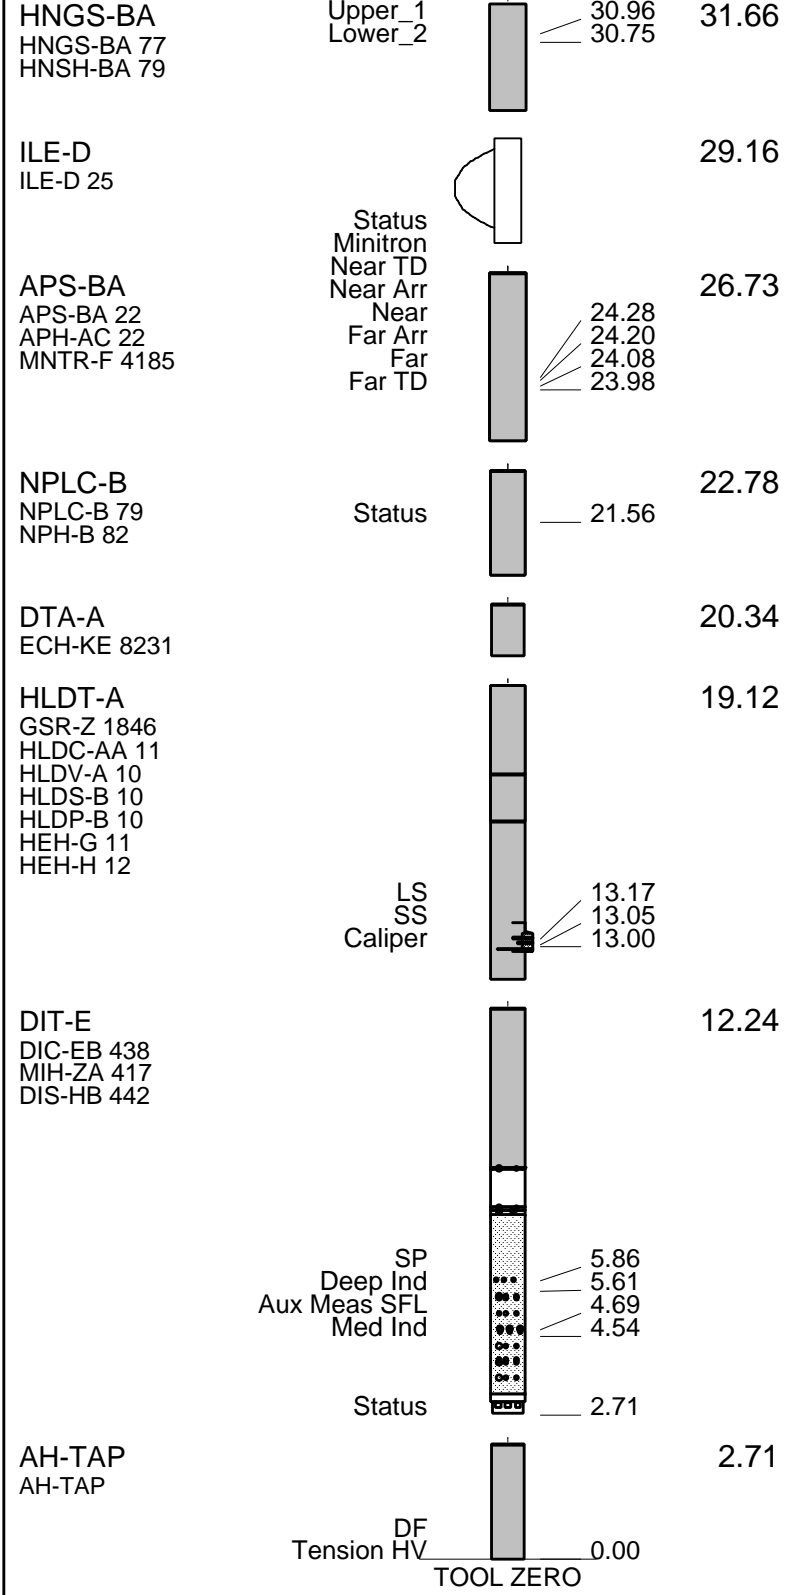 HNGS-BA Upper_1 30.96 31.66
HNGS-BA 77 Lower_2 30.75
HNSH-BA 79
ILE-D 29.16
ILE-D 25
Status
Minitron
Near TD
APS-BA Near Arr 26.73
APS-BA 22 Near 24.28
APH-AC 22 Far Arr 24.20
MNTR-F 4185 Far 24.08
Far TD 23.98
NPLC-B 22.78
NPLC-B 79 Status 21.56
NPH-B 82
DTA-A 20.34
ECH-KE 8231
HLDT-A 19.12
GSR-Z 1846
HLDC-AA 11
HLDV-A 10
HLDS-B 10
HLDP-B 10
HEH-G 11
HEH-H 12
LS 13.17
SS 13.05
Caliper 13.00
DIT-E 12.24
DIC-EB 438
MIH-ZA 417
DIS-HB 442
SP 5.86
Deep Ind 5.61
Aux Meas SFL 4.69
Med Ind 4.54
Status 2.71
AH-TAP 2.71
AH-TAP
DF
Tension HV 0.00
TOOL ZERO